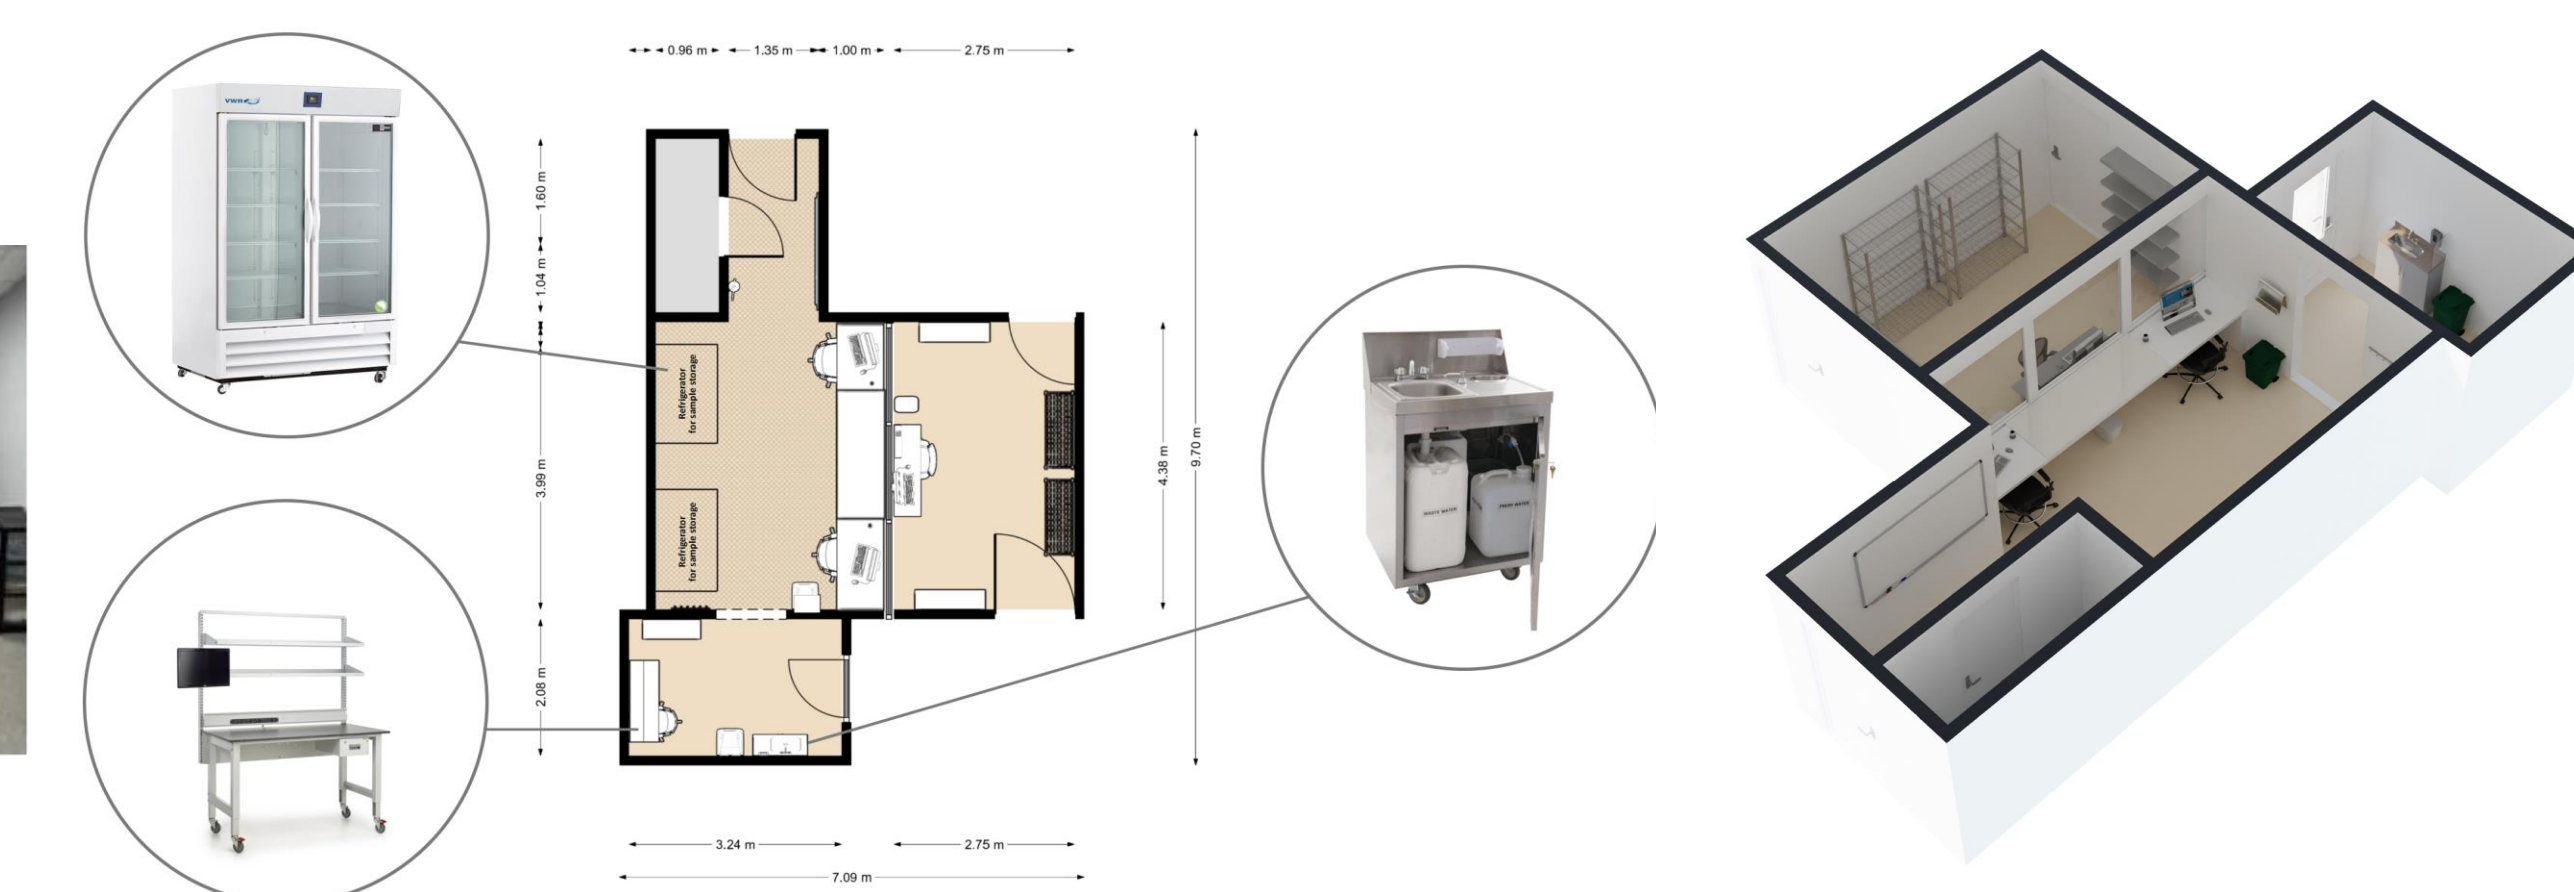 0.96 m
1.35 m
1.00 m
2.75 m
VWR
1.60 m
1.04 m
3.99 m
2.08 m
Refrigerator
for sample storage
Refrigerator
for sample storage
4.38 m
9.70 m
WASTE WATER
FRESH WATER
3.24 m
2.75 m
7.09 m